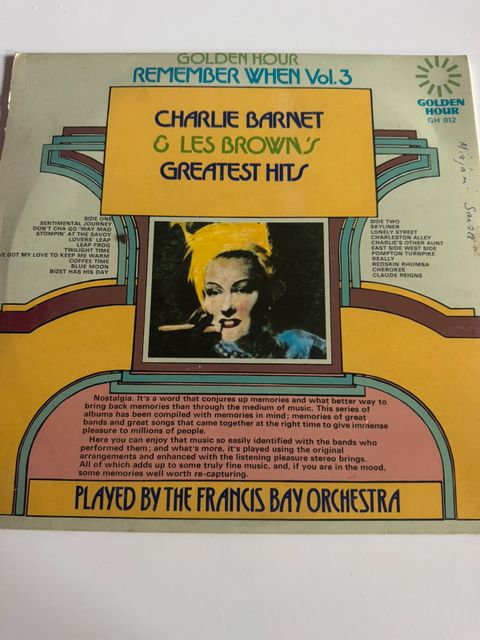 GOLDEN HOUR
REMEMBER WHEN Vol. 3
GOLDEN
HOUR
GH 812
CHARLIE BARNET
& LES BROWN'S
GREATEST HITS
SIDE ONE
SENTIMENTAL JOURNEY
DON'T CHA GO 'WAY MAD
STOMPIN' AT THE SAVOY
LOVERS' LEAP
LEAP FROG
TWILIGHT TIME
VE GOT MY LOVE TO KEEP ME WARM
COFFEE TIME
BLUE MOON
BIZET HAS HIS DAY
SIDE TWO
SKYLINER
LONELY STREET
CHARLESTON ALLEY
CHARLIE'S OTHER AUNT
EAST SIDE WEST SIDE
POMPTON TURNPIKE
REALLY
REDSKIN RHUMBA
CHEROKEE
CLAUDE REIGNS
Nostalgia. It's a word that conjures up memories and what better way to
bring back memories than through the medium of music. This series of
albums has been compiled with memories in mind; memories of great
bands and great songs that came together at the right time to give immense
pleasure to millions of people.
Here you can enjoy that music so easily identified with the bands who
performed them; and what's more, it's played using the original
arrangements and enhanced with the listening pleasure stereo brings.
All of which adds up to some truly fine music, and, if you are in the mood,
some memories well worth re-capturing.
PLAYED BY THE FRANCIS BAY ORCHESTRA